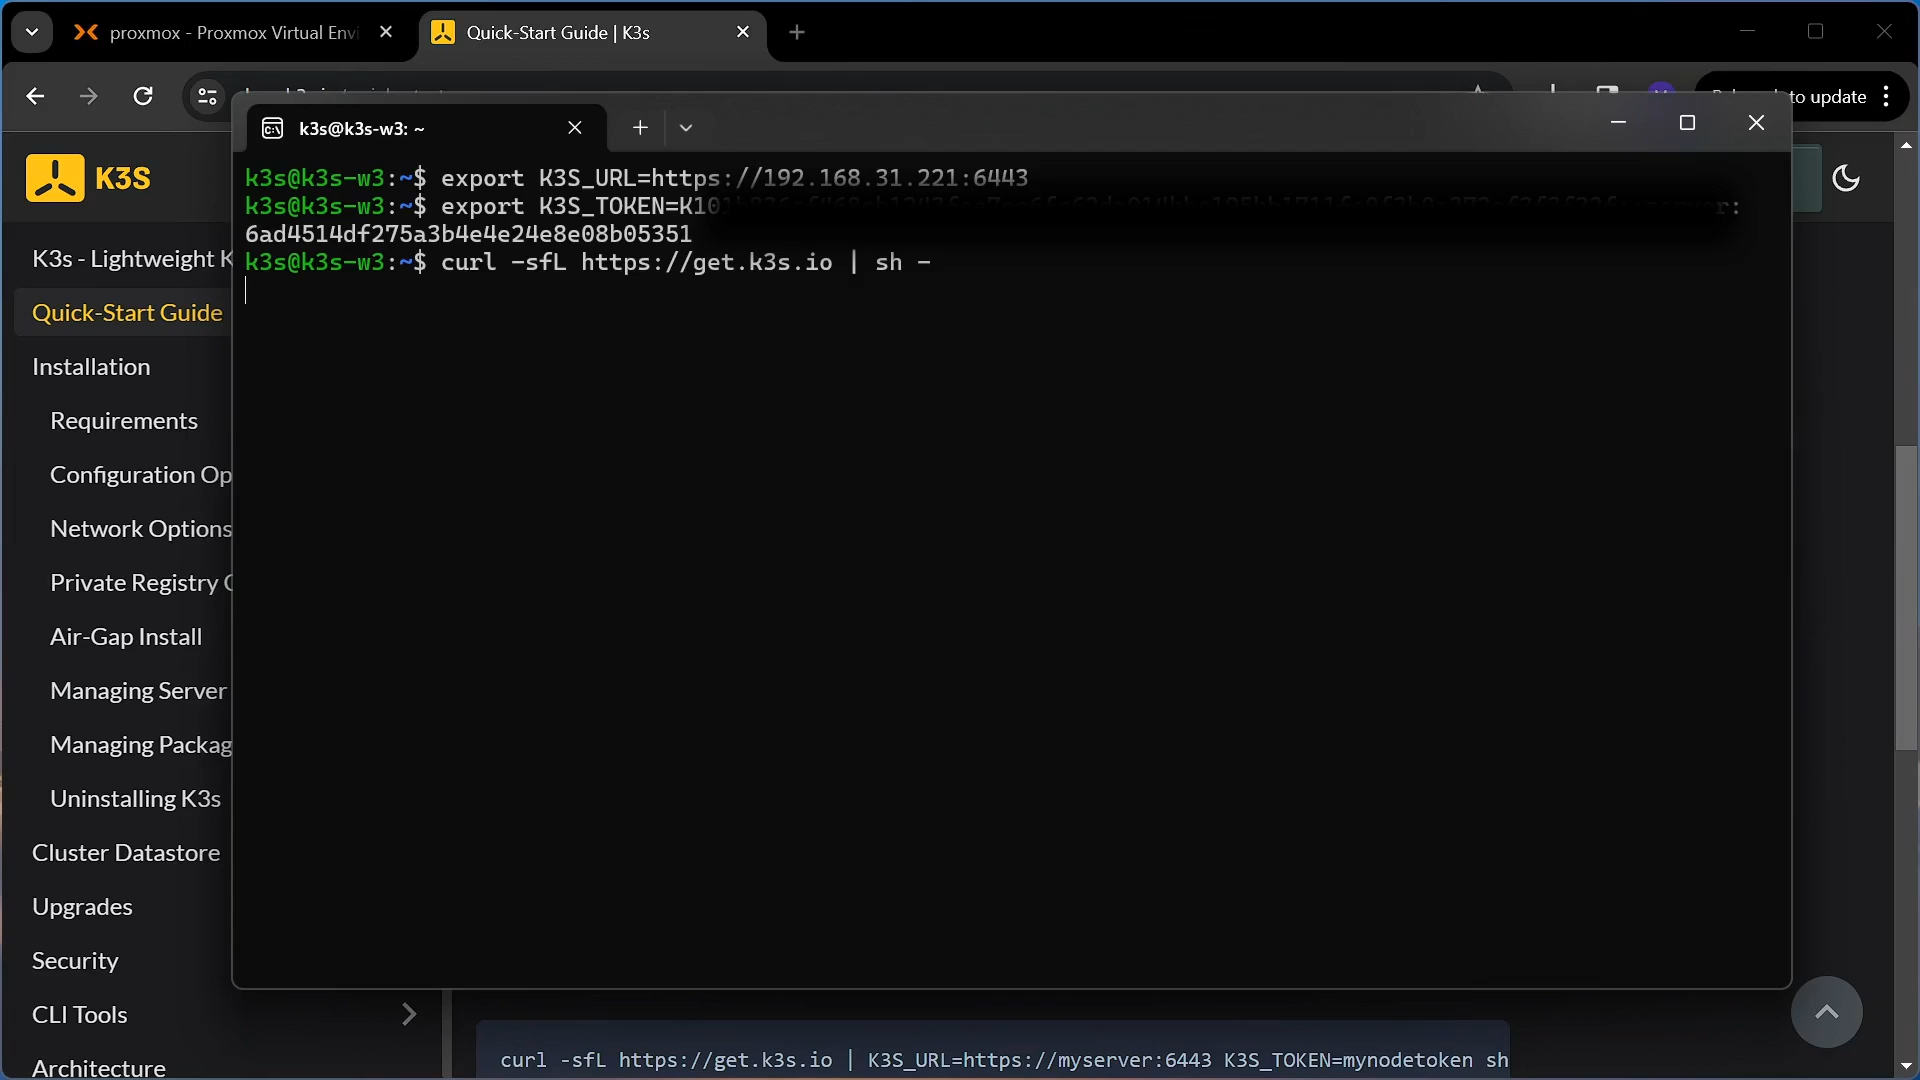 proxmox - Proxmox Virtual Envi
Quick-Start Guide | K3s
to update
k3s@k3s-w3: ~
K3S
k3s@k3s-w3:~$ export K3S_URL=https://192.168.31.221:6443
k3s@k3s-w3:~$ export K3S_TOKEN=K10
6ad4514df275a3b4e4e24e8e08b05351
k3s@k3s-w3:~$ curl -sfL https://get.k3s.io | sh -
K3s - Lightweight K
Quick-Start Guide
Installation
Requirements
Configuration Op
Network Options
Private Registry
Air-Gap Install
Managing Server
Managing Packag
Uninstalling K3s
Cluster Datastore
Upgrades
Security
CLI Tools
Architecture
curl -sfL https://get.k3s.io | K3S_URL=https://myserver:6443 K3S_TOKEN=mynodetoken sh